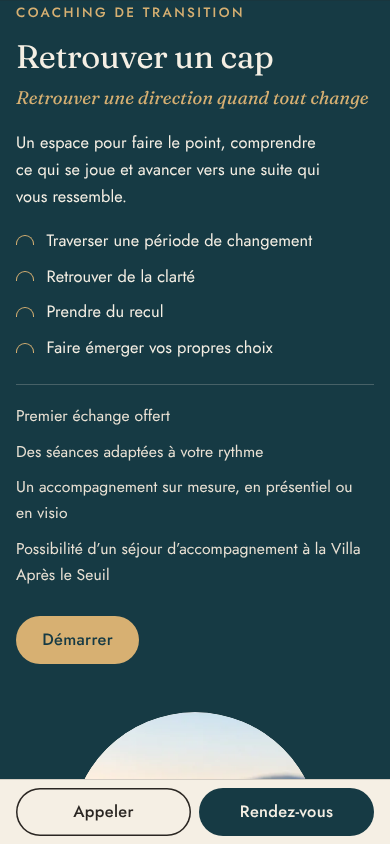 COACHING DE TRANSITION
Retrouver un cap
Retrouver une direction quand tout change
Un espace pour faire le point, comprendre
ce qui se joue et avancer vers une suite qui
vous ressemble.
Traverser une période de changement
Retrouver de la clarté
Prendre du recul
Faire émerger vos propres choix
Premier échange offert
Des séances adaptées à votre rythme
Un accompagnement sur mesure, en présentiel ou
en visio
Possibilité d’un séjour d’accompagnement à la Villa
Après le Seuil
Démarrer
Appeler
Rendez-vous